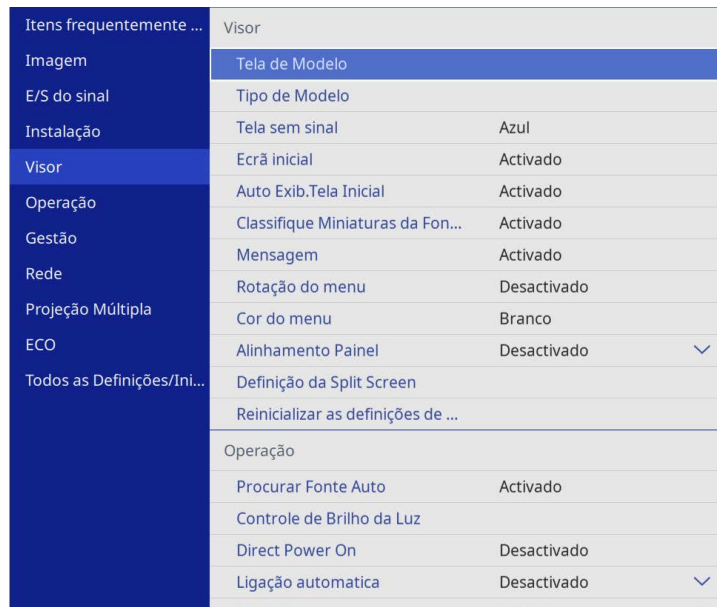 Itens frequentemente ...
Imagem
E/S do sinal
Instalação
Visor
Operação
Gestão
Rede
Projeção Múltipla
ECO
Todos as Definições/Ini...
Visor
Tela de Modelo
Tipo de Modelo
Tela sem sinal Azul
Ecrã inicial Activado
Auto Exib.Tela Inicial Activado
Classifique Miniaturas da Fon... Activado
Mensagem Activado
Rotação do menu Desactivado
Cor do menu Branco
Alinhamento Painel Desactivado
Definição da Split Screen
Reinicializar as definições de ...
Operação
Procurar Fonte Auto Activado
Controle de Brilho da Luz
Direct Power On Desactivado
Ligação automatica Desactivado